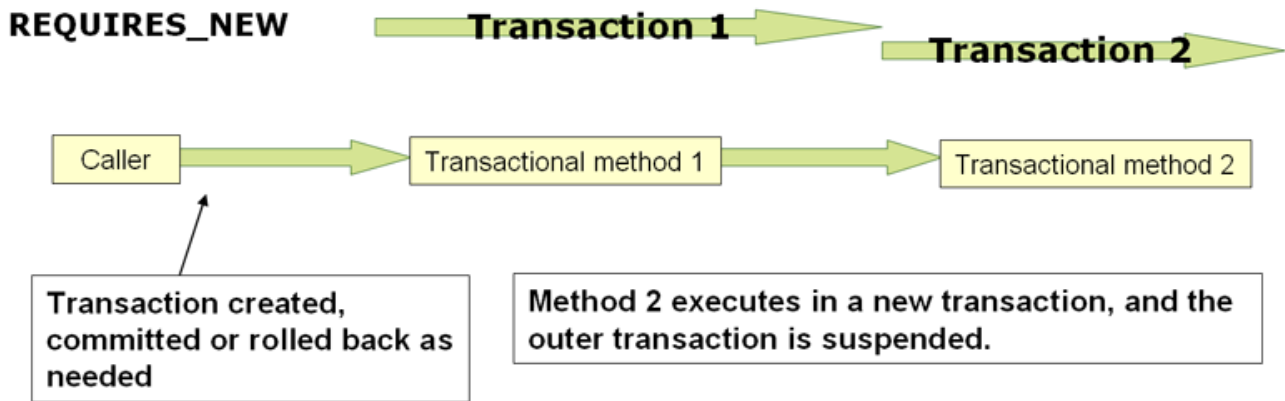 REQUIRES_NEW
Transaction 1
Transaction 2
Caller
Transactional method 1
Transactional method 2
Transaction created,
committed or rolled back as
needed
Method 2 executes in a new transaction, and the
outer transaction is suspended.